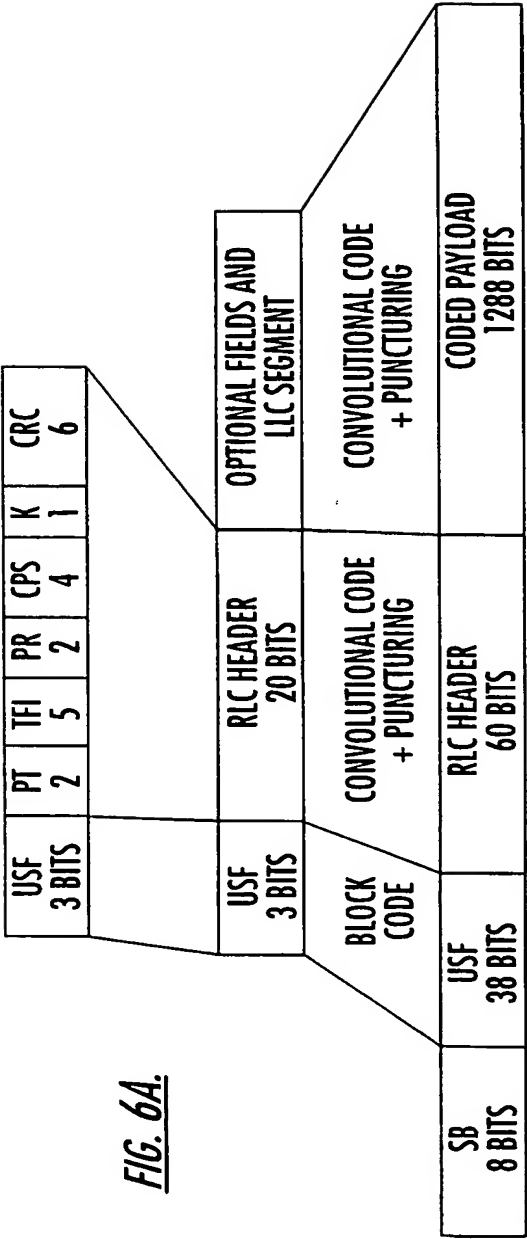 USF
3 BITS
PT
2
TFI
5
PR
2
CPS
4
K
1
CRC
6
USF
3 BITS
RLC HEADER
20 BITS
OPTIONAL FIELDS AND
LLC SEGMENT
BLOCK
CODE
CONVOLUTIONAL CODE
+ PUNCTURING
CONVOLUTIONAL CODE
+ PUNCTURING
SB
8 BITS
USF
38 BITS
RLC HEADER
60 BITS
CODED PAYLOAD
1288 BITS
FIG. 6A.